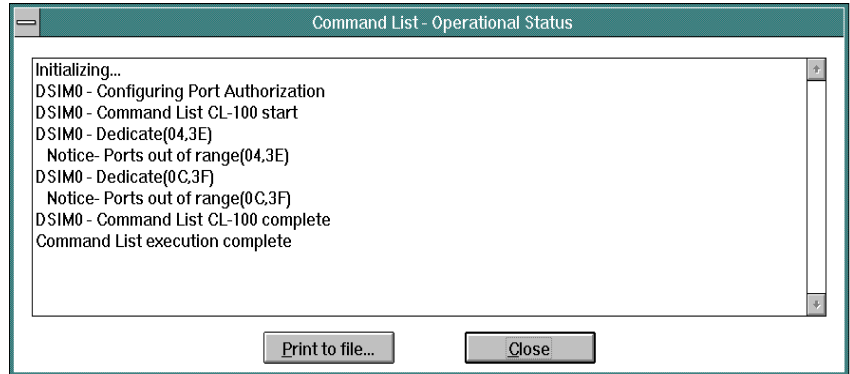 Command List - Operational Status
Initializing...
DSIM0 - Configuring Port Authorization
DSIM0 - Command List CL-100 start
DSIM0 - Dedicate(04,3E)
Notice- Ports out of range(04,3E)
DSIM0 - Dedicate(0C,3F)
Notice- Ports out of range(0C,3F)
DSIM0 - Command List CL-100 complete
Command List execution complete
Print to file... Close